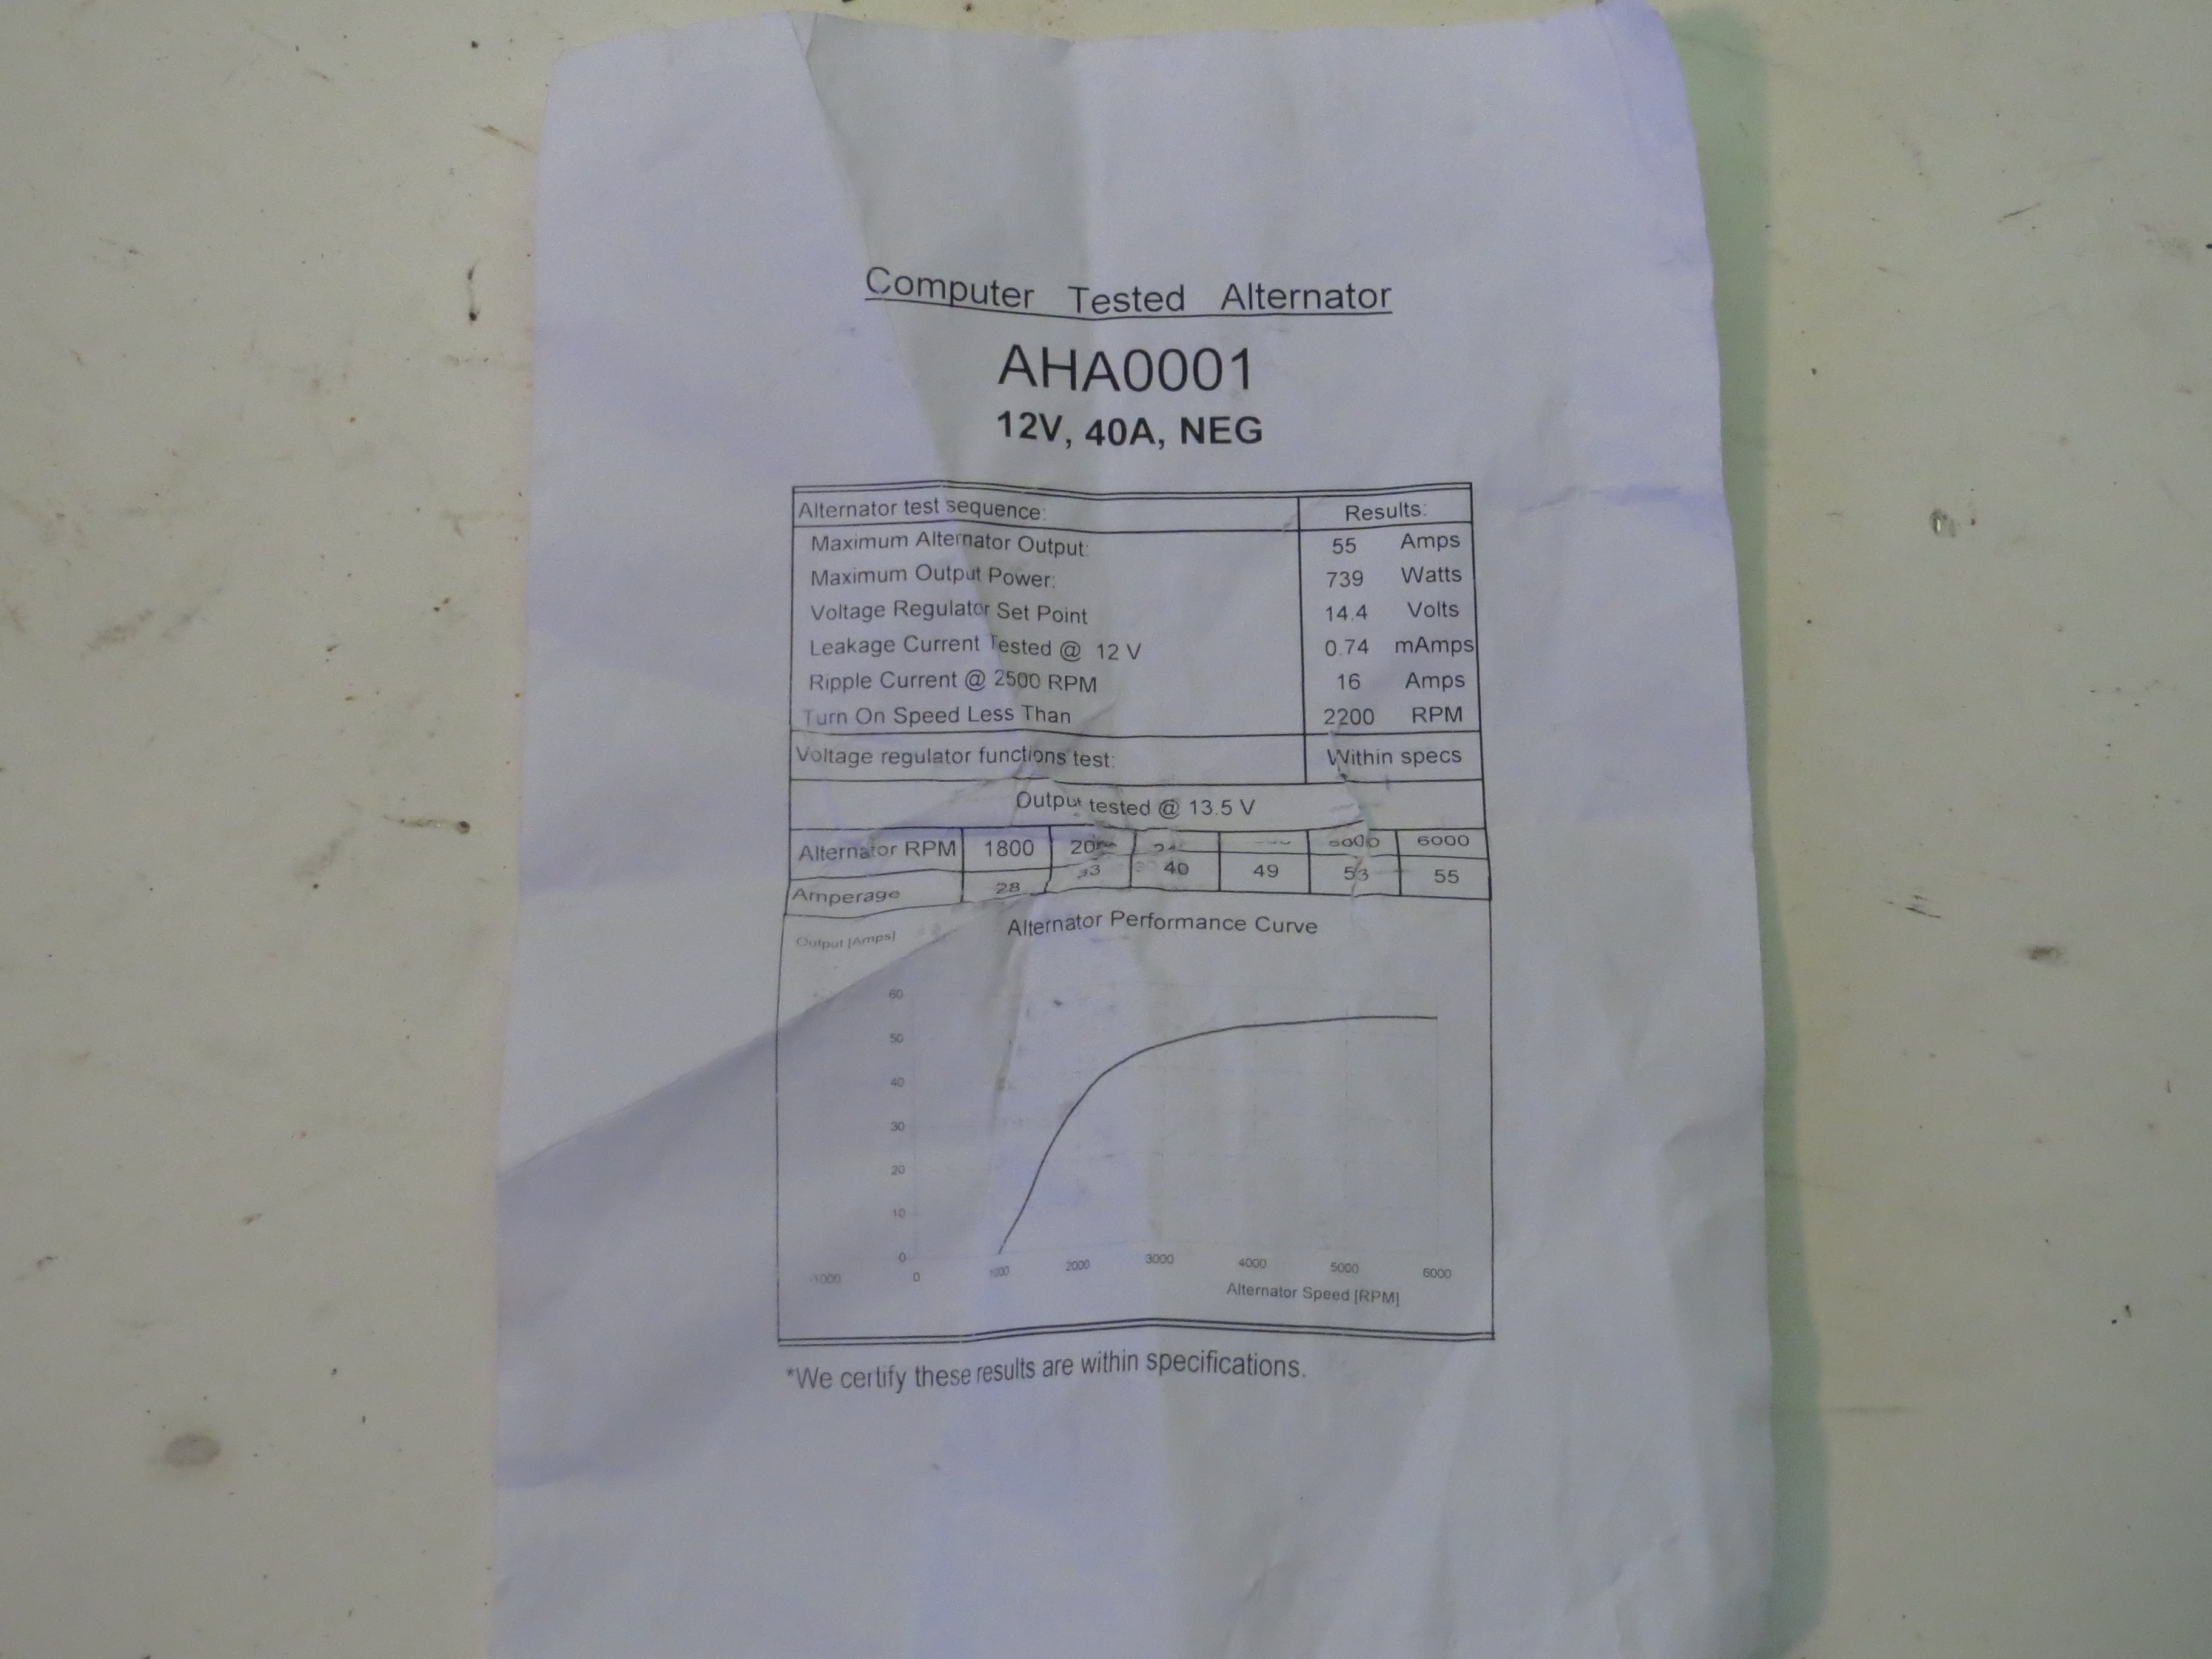 Computer Tested Alternator
AHA0001
12V, 40A, NEG
Alternator test sequence: Results:
Maximum Alternator Output: 55 Amps
Maximum Output Power: 739 Watts
Voltage Regulator Set Point 14.4 Volts
Leakage Current Tested @ 12 V 0.74 mAmps
Ripple Current @ 2500 RPM 16 Amps
Turn On Speed Less Than 2200 RPM
Voltage regulator functions test: Within specs
Output tested @ 13.5 V
Alternator RPM 1800 6000
Amperage 28 40 49 53 55
Alternator Performance Curve
Output [Amps]
60
50
40
30
20
10
0
-1000 0 1000 2000 3000 4000 5000 6000
Alternator Speed [RPM]
*We certify these results are within specifications.